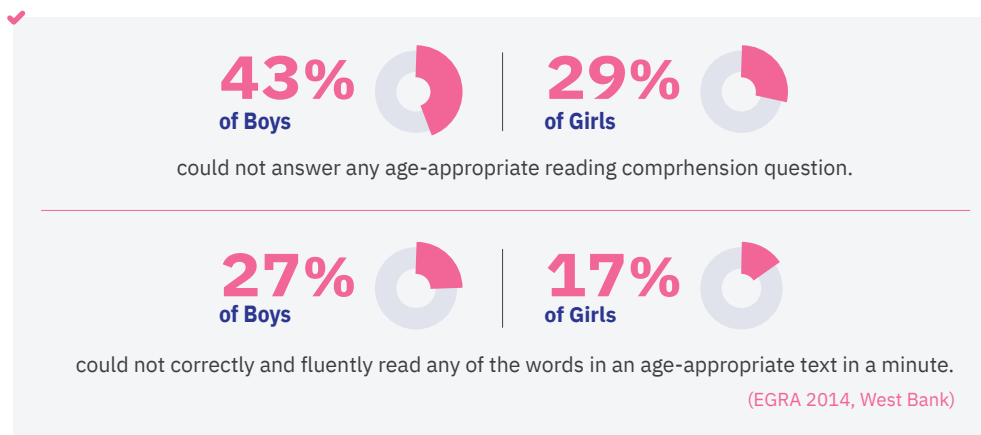 43%
of Boys
29%
of Girls
could not answer any age-appropriate reading comprhension question.
27%
of Boys
17%
of Girls
could not correctly and fluently read any of the words in an age-appropriate text in a minute.
(EGRA 2014, West Bank)